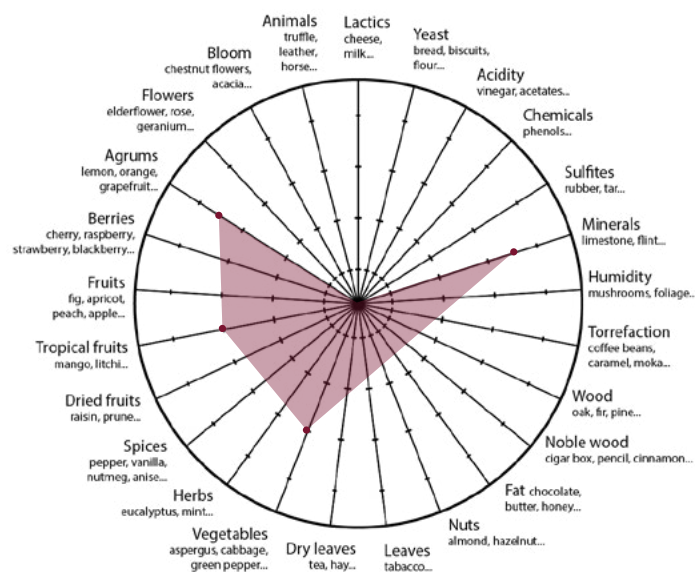 Lactics
cheese,
milk...
Yeast
bread, biscuits,
flour....
Acidity
vinegar, acetates...
Chemicals
phenols...
Sulfites
rubber, tar...
Minerals
limestone, flint...
Humidity
mushrooms, foliage...
Torrefaction
coffee beans,
caramel, moka...
Wood
oak, fir, pine...
Noble wood
cigar box, pencil, cinnamon...
Fat chocolate,
butter, honey...
Nuts
almond, hazelnut...
Leaves
tabacco...
Dry leaves
tea, hay...
Vegetables
aspergus, cabbage,
green pepper...
Herbs
eucalyptus, mint...
Spices
pepper, vanilla,
nutmeg, anise...
Dried fruits
raisin, prune...
Tropical fruits
mango, litchi...
Fruits
fig, apricot,
peach, apple...
Berries
cherry, raspberry,
strawberry, blackberry...
Agrums
lemon, orange,
grapefruit...
Flowers
elderflower, rose,
geranium...
Bloom
chestnut flowers,
acacia...
Animals
truffle,
leather,
horse...